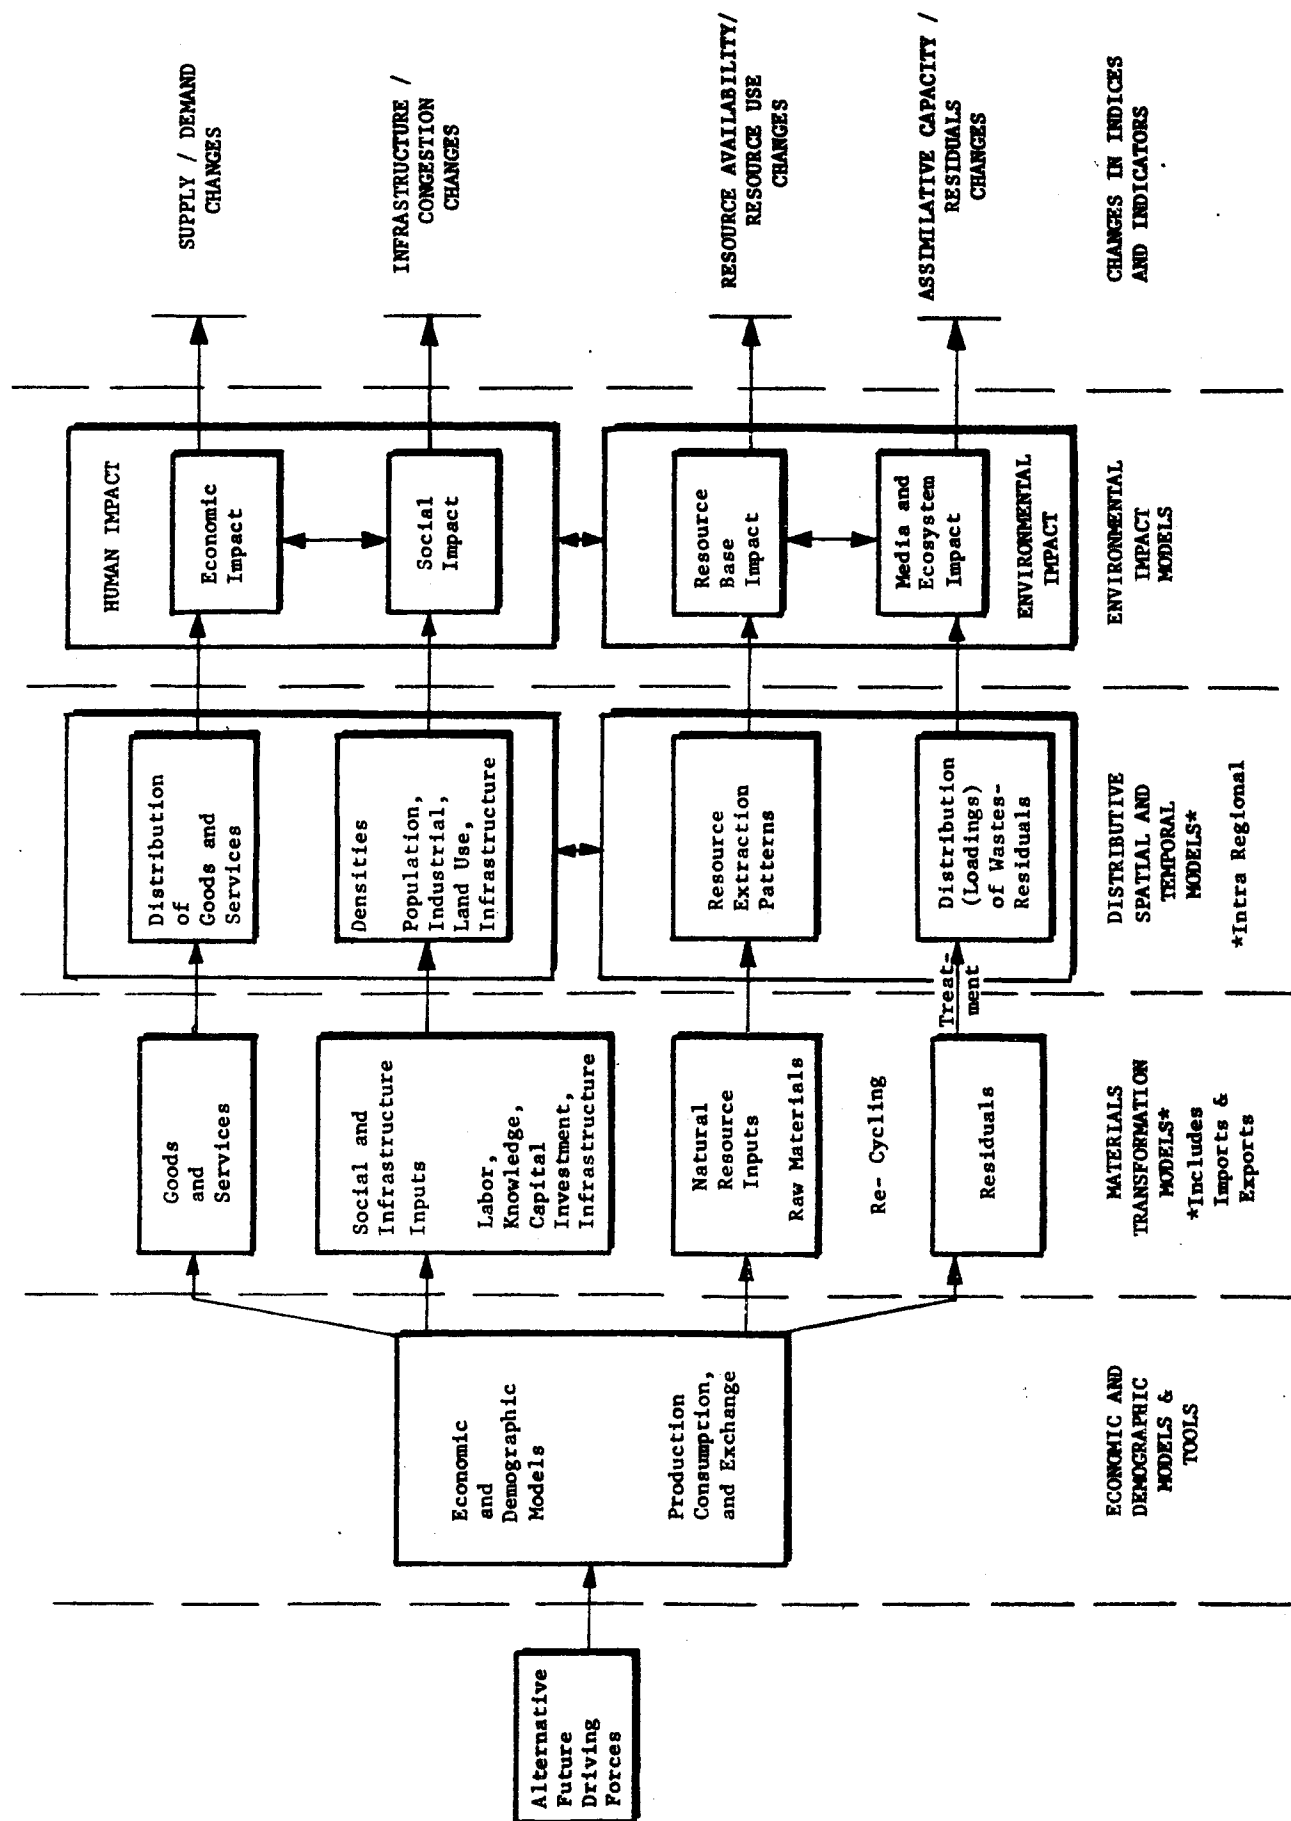 Alternative
Future
Driving
Forces
Economic
and
Demographic
Models
Production
Consumption,
and Exchange
ECONOMIC AND
DEMOGRAPHIC
MODELS &
TOOLS
Goods
and
Services
Social and
Infrastructure
Inputs
Labor,
Knowledge,
Capital
Investment,
Infrastructure
Natural
Resource
Inputs
Raw Materials
Re- Cycling
Residuals
Treat-
ment
MATERIALS
TRANSFORMATION
MODELS*
*Includes
Imports &
Exports
Distribution
of
Goods and
Services
Densities
Population,
Industrial,
Land Use,
Infrastructure
Resource
Extraction
Patterns
Distribution
(Loadings)
of Wastes-
Residuals
DISTRIBUTIVE
SPATIAL AND
TEMPORAL
MODELS*
*Intra Regional
HUMAN IMPACT
Economic
Impact
Social
Impact
Resource
Base
Impact
Media and
Ecosystem
Impact
ENVIRONMENTAL
IMPACT
ENVIRONMENTAL
IMPACT
MODELS
SUPPLY / DEMAND
CHANGES
INFRASTRUCTURE /
CONGESTION
CHANGES
RESOURCE AVAILABILITY/
RESOURCE USE
CHANGES
ASSIMILATIVE CAPACITY /
RESIDUALS
CHANGES
CHANGES IN INDICES
AND INDICATORS